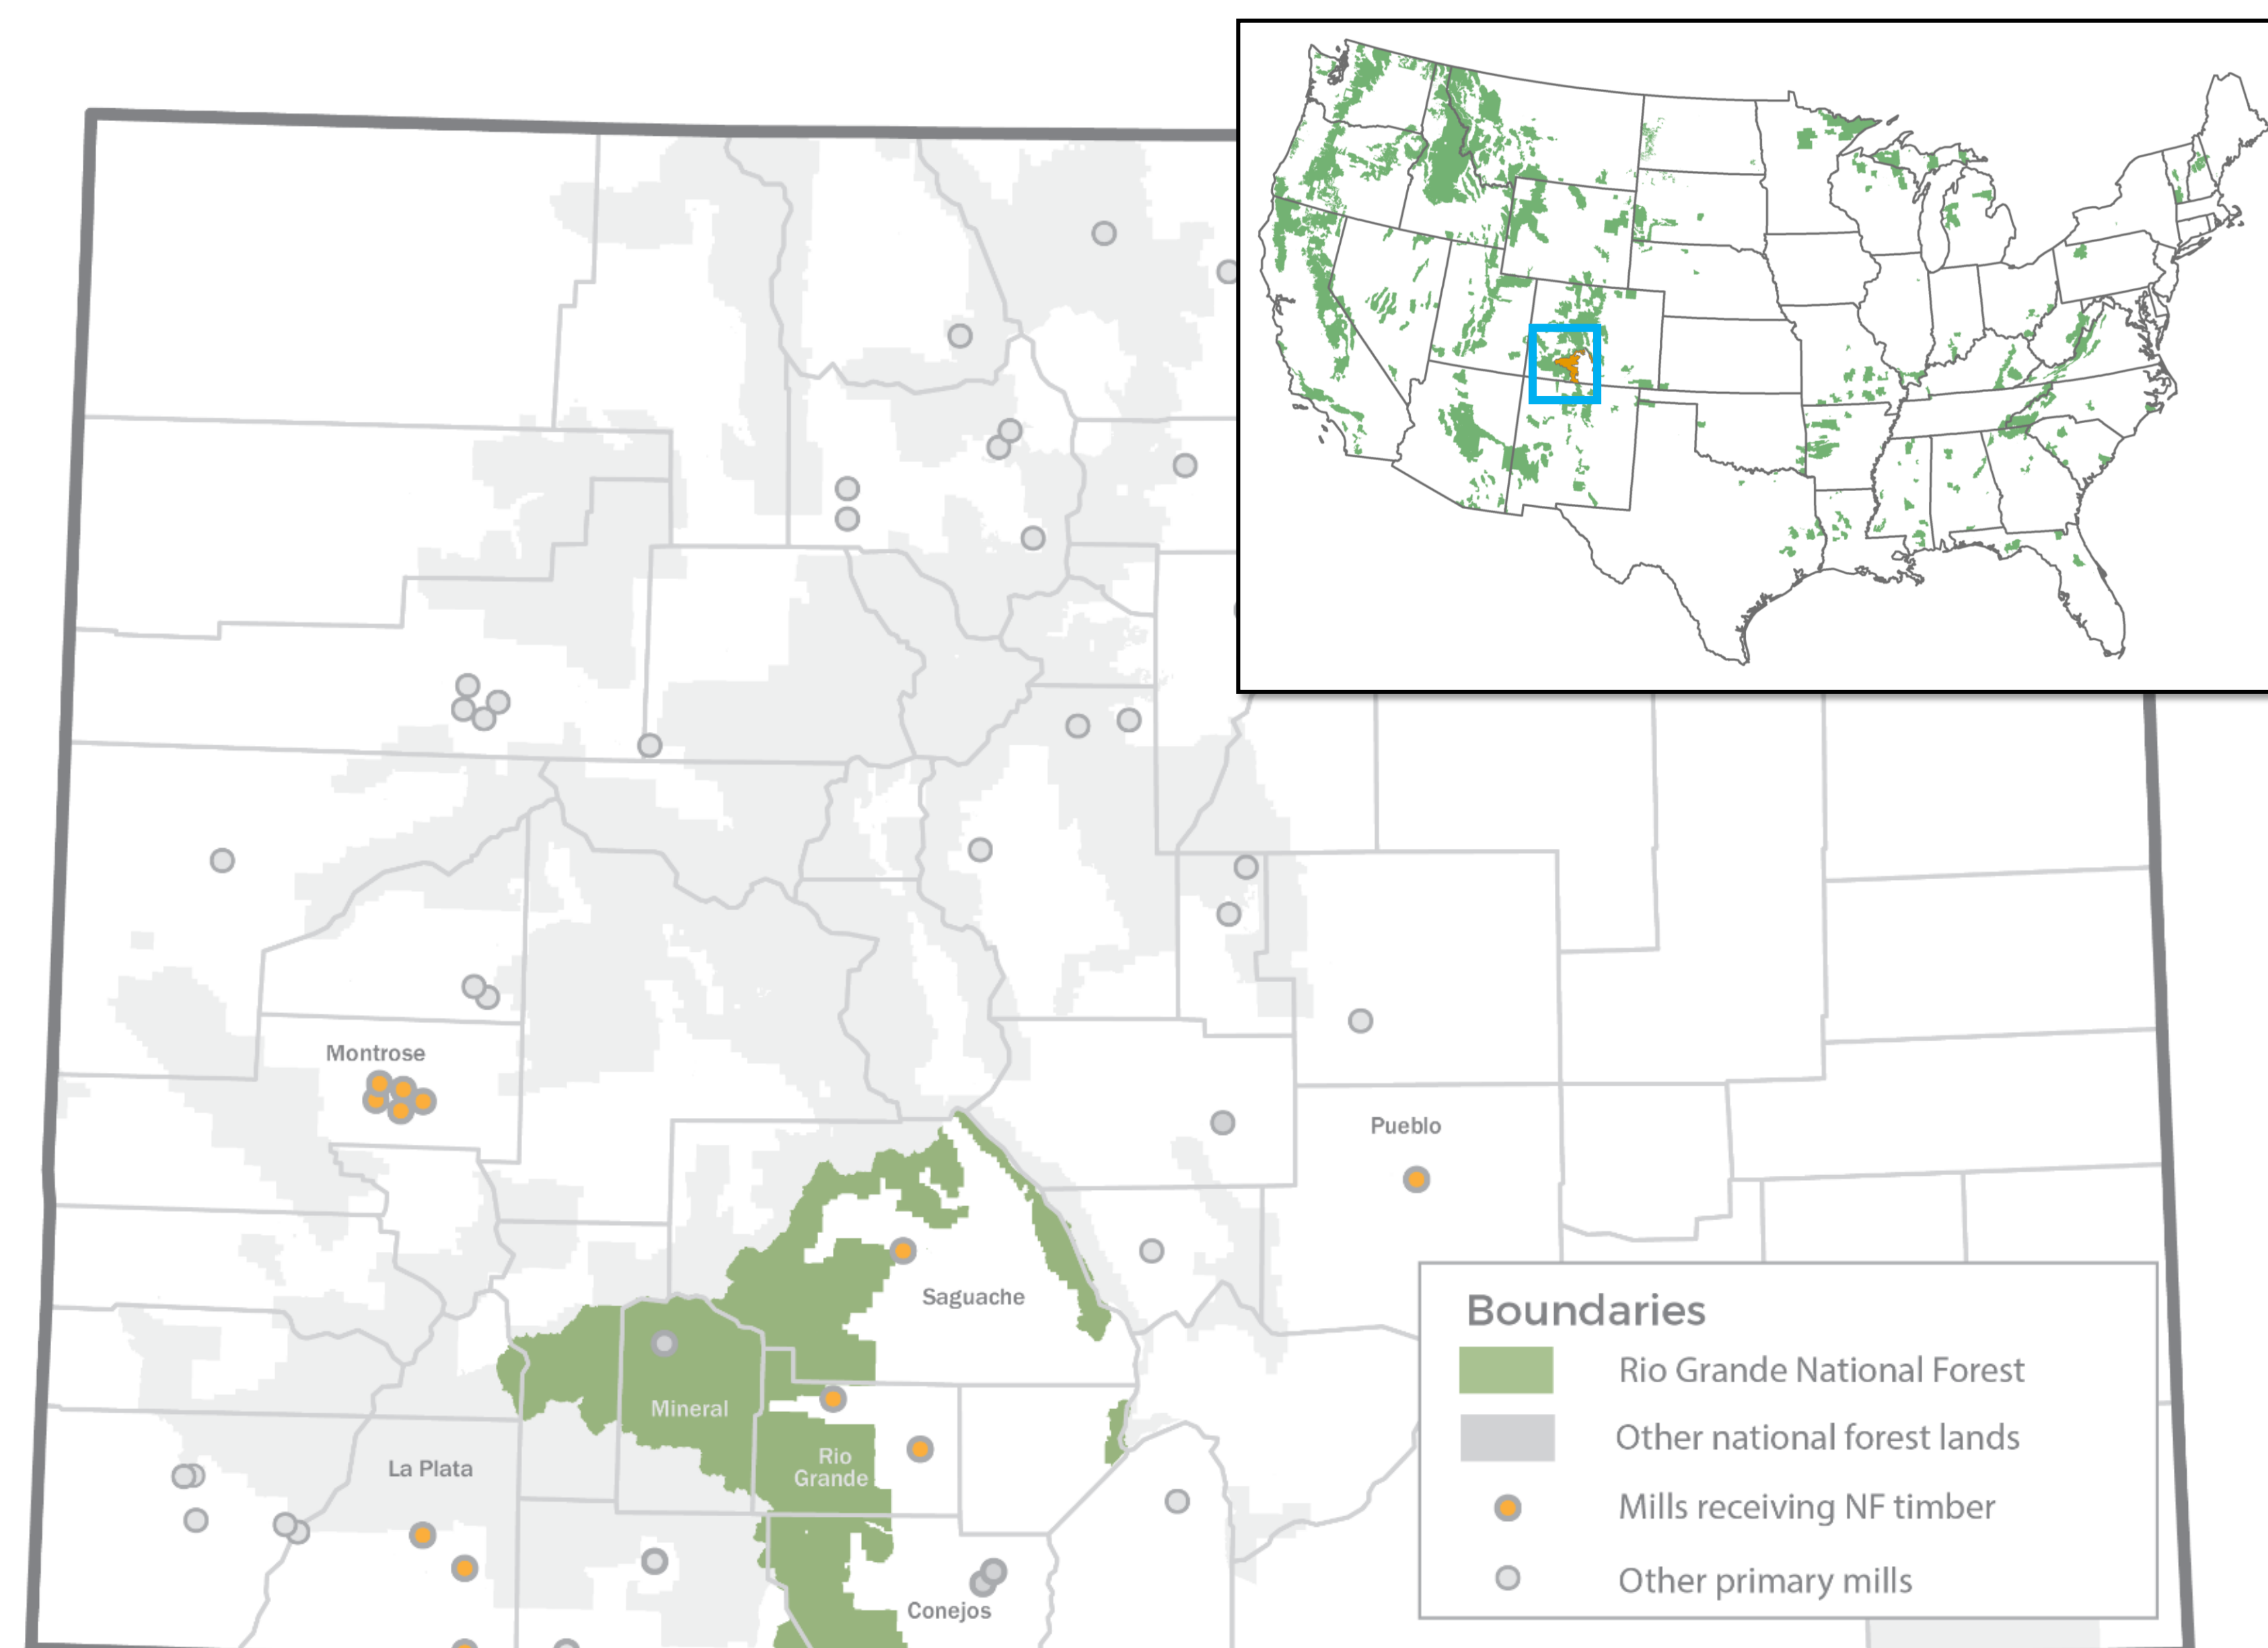 Montrose
Pueblo
Saguache
Mineral
Rio
Grande
La Plata
Conejos
Boundaries
Rio Grande National Forest
Other national forest lands
Mills receiving NF timber
Other primary mills